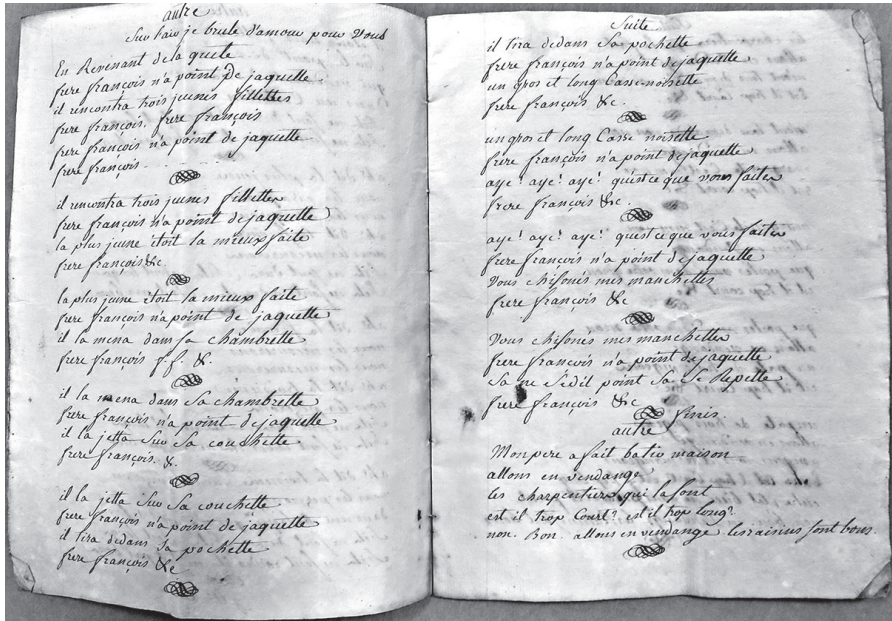 autre
Sur l'air je brule d'amour pour Vous
En Revenant de la quete
frere françois n'a point de jaquette.
il rencontra trois jeunes fillettes
frere françois. frere françois
frere françois n'a point de jaquette
frere françois
il rencontra trois jeunes fillettes
frere françois n'a point de jaquette
la plus jeune étoit la mieux faite
frere françois &c.
la plus jeune étoit la mieux faite
frere françois n'a point de jaquette
il la mena dans sa chambrette
frere françois f. f. &.
il la mena dans sa chambrette
frere françois n'a point de jaquette
il la jetta sur sa couchette
frere françois. &.
il la jetta sur sa couchette
frere françois n'a point de jaquette
il tira dedans sa pochette
frere françois &c
Suite
il tira dedans sa pochette
frere françois n'a point de jaquette
un gros et long Casse-noisette
frere françois &c.
un gros et long Casse noisette
frere françois n'a point de jaquette
aye! aye! aye! qu'est ce que vous faites
frere françois &c.
aye! aye! aye! qu'est ce que vous faites
frere francois n'a point de jaquette
Vous chifonés mes manchettes
frere françois &c
Vous chifonés mes manchettes
frere françois n'a point de jaquette
Sa ne Sédit point Sa Se Repette
frere françois &c
finis.
autre
Mon pere a fait batir maison
allons en vendange
les charpentiers qui la font
est il trop Court? est il trop long?
non. Bon. allons en vendange les raisins sont bons.